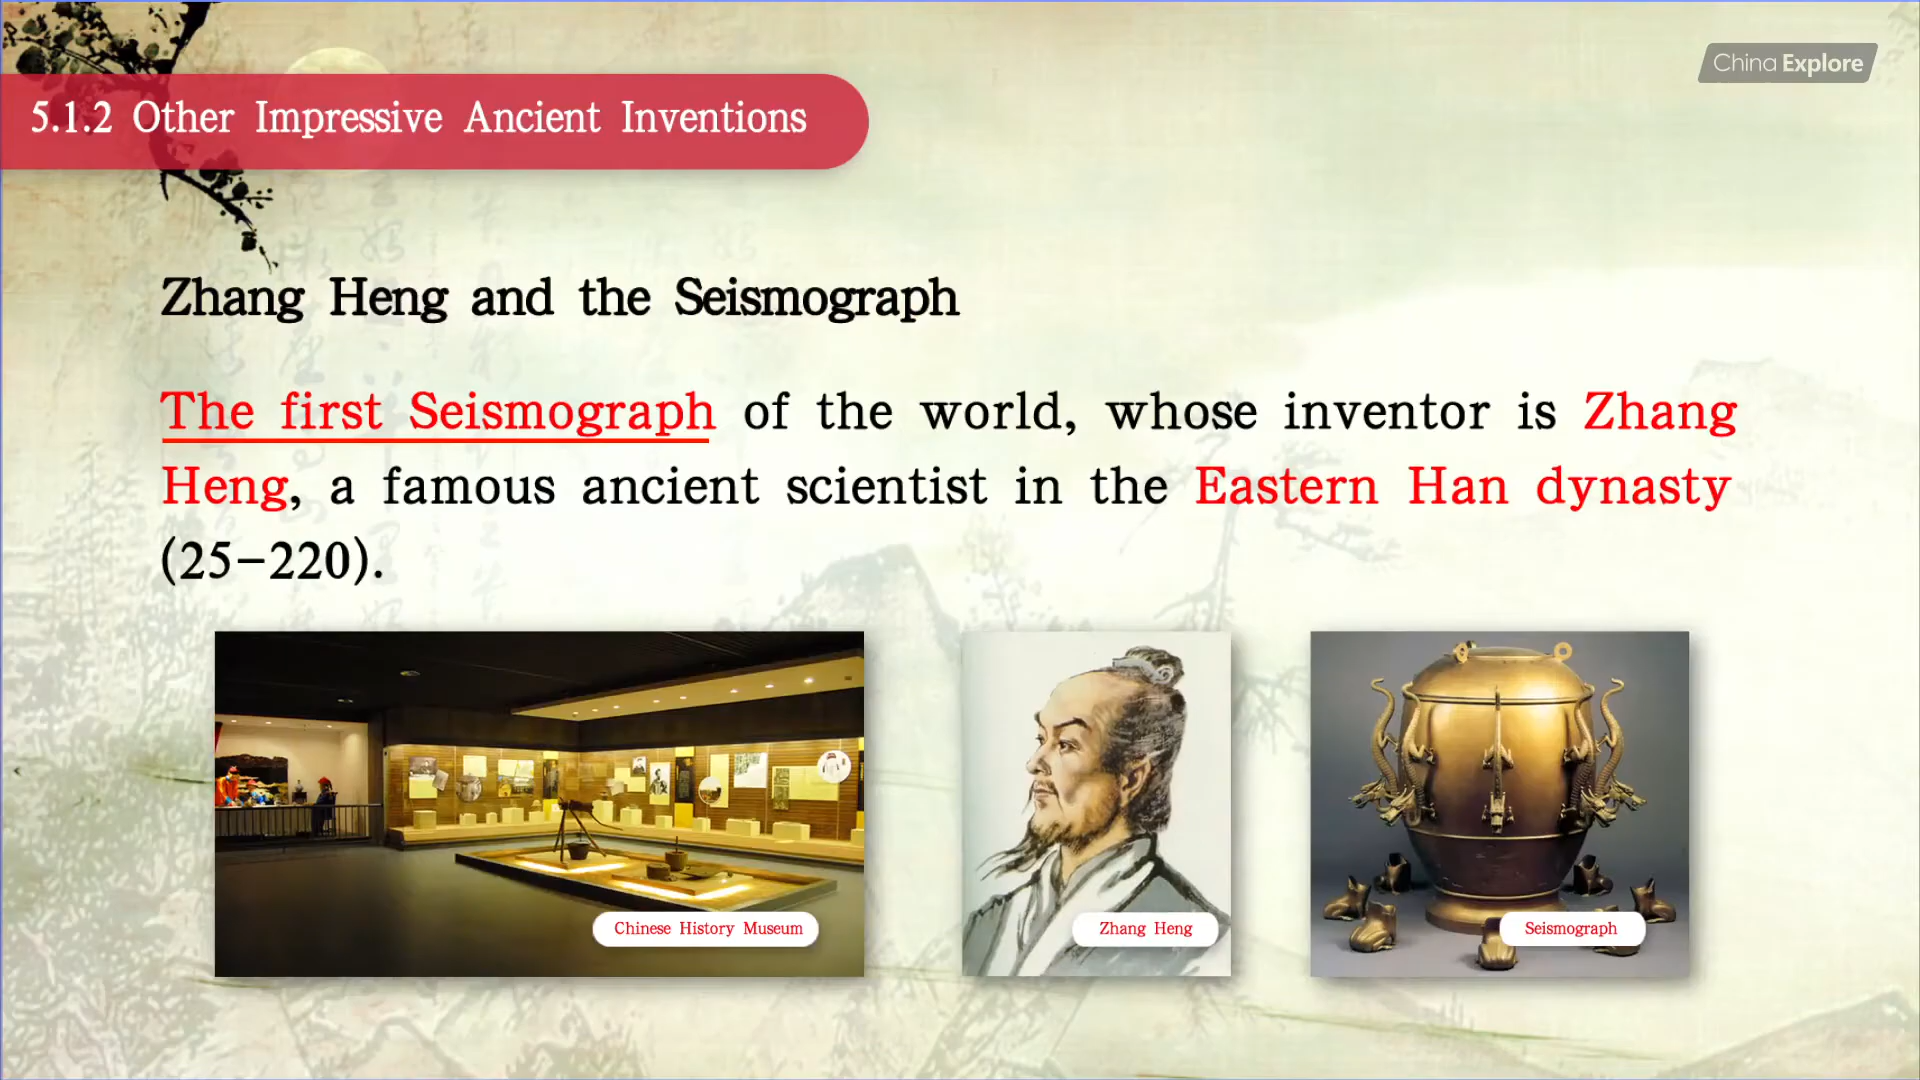 China Explore
5.1.2 Other Impressive Ancient Inventions
Zhang Heng and the Seismograph
The first Seismograph of the world, whose inventor is Zhang
Heng, a famous ancient scientist in the Eastern Han dynasty
(25-220).
Chinese History Museum
Zhang Heng
Seismograph